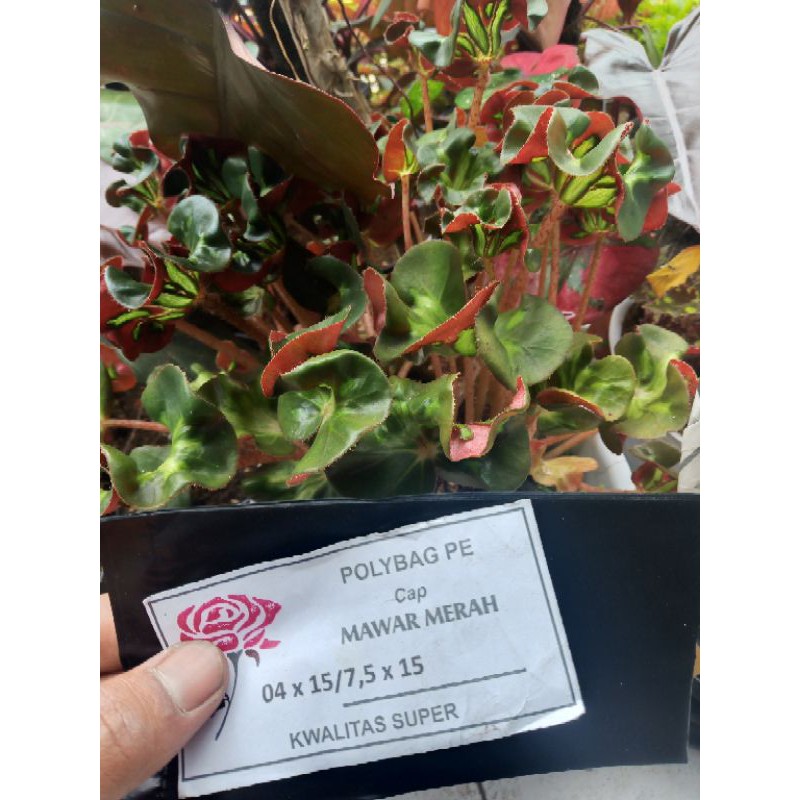 POLYBAG PE
Cap
MAWAR MERAH
04 x 15/7,5 x 15
KWALITAS SUPER